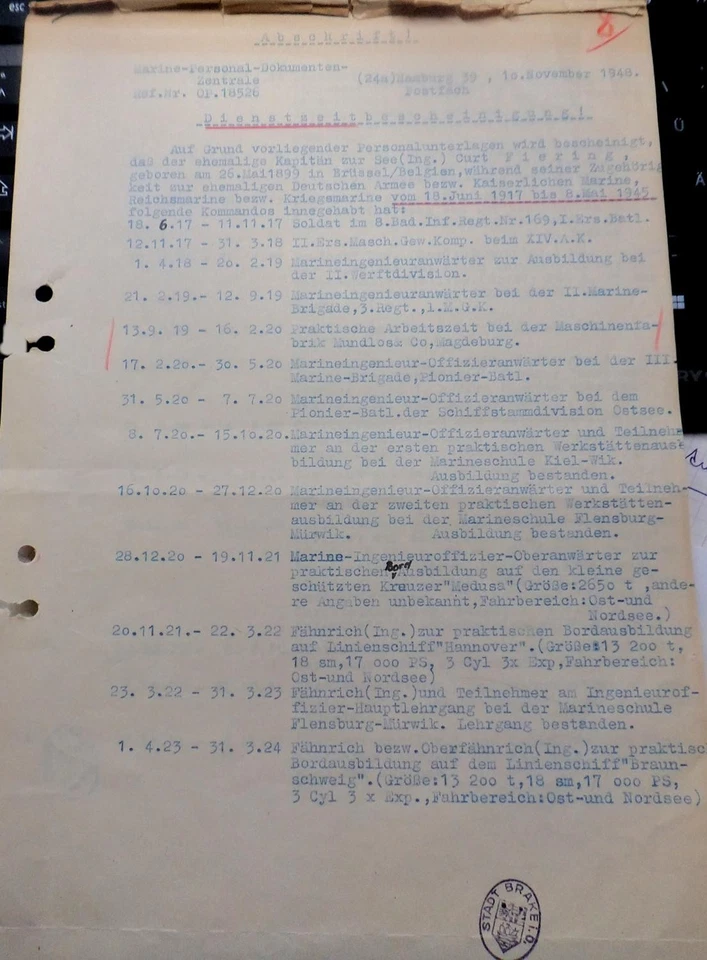 esc
Abschrift!
8
Marine-Personal-Dokumenten-
Zentrale
Ref.Nr. OP.18526
(24a)Hamburg 39 , 1o.November 1948.
Postfach
Dienstzeitbescheinigung!
Auf Grund vorliegender Personalunterlagen wird bescheinigt,
daß der ehemalige Kapitän zur See(Ing.) Curt Fiering,
geboren am 26.Mai1899 in Brüssel/Belgien,während seiner Zugehörig
keit zur ehemaligen Deutschen Armee bezw. Kaiserlichen Marine,
Reichsmarine bezw. Kriegsmarine vom 18.Juni 1917 bis 8.Mai 1945
folgende Kommandos innegehabt hat:
18. 6.17 - 11.11.17 Soldat im 8.Bad.Inf.Regt.Nr.169,I.Ers.Batl.
12.11.17 - 31. 3.18 II.Ers.Masch.Gew.Komp. beim XIV.A.K.
1. 4.18 - 2o. 2.19 Marineingenieuranwärter zur Ausbildung bei
der II.Werftdivision.
21. 2.19.- 12. 9.19 Marineingenieuranwärter bei der II.Marine-
Brigade,3.Regt.,1.M.G.K.
13.9. 19 - 16. 2.2o Praktische Arbeitszeit bei der Maschinenfa-
brik Mundlos& Co,Magdeburg.
17. 2.2o.- 3o. 5.2o Marineingenieur-Offizieranwärter bei der III.
Marine-Brigade,Pionier-Batl.
31. 5.2o - 7. 7.2o Marineingenieur-Offizieranwärter bei dem
Pionier-Batl.der Schiffstammdivision Ostsee.
8. 7.2o.- 15.1o.2o.Marineingenieur-Offizieranwärter und Teilneh
mer an der ersten praktischen Werkstättenaus
bildung bei der Marineschule Kiel-Wik.
Ausbildung bestanden.
16.1o.2o - 27.12.2o Marineingenieur-Offizieranwärter und Teilneh-
mer an der zweiten praktischen Werkstätten-
ausbildung bei der Marineschule Flensburg-
Mürwik. Ausbildung bestanden.
28.12.2o - 19.11.21 Marine-Ingenieuroffizier-Oberanwärter zur
praktischen Bord Ausbildung auf den kleine ge-
schützten Kreuzer"Medusa"(Größe:265o t ,ande-
re Angaben unbekannt,Fahrbereich:Ost-und
Nordsee.)
2o.11.21.- 22. 3.22 Fähnrich(Ing.)zur praktischen Bordausbildung
auf Linienschiff"Hannover".(Größe:13 2oo t,
18 sm,17 ooo PS, 3 Cyl 3x Exp,Fahrbereich:
Ost-und Nordsee)
23. 3.22 - 31. 3.23 Fähnrich(Ing.)und Teilnehmer am Ingenieurof-
fizier-Hauptlehrgang bei der Marineschule
Flensburg-Mürwik. Lehrgang bestanden.
1. 4.23 - 31. 3.24 Fähnrich bezw.Oberfähnrich(Ing.)zur praktisc
Bordausbildung auf dem Linienschiff"Braun-
schweig".(Größe:13 2oo t,18 sm,17 ooo PS,
3 Cyl 3 x Exp.,Fahrbereich:Ost-und Nordsee)
STADT BRAKE i.O.